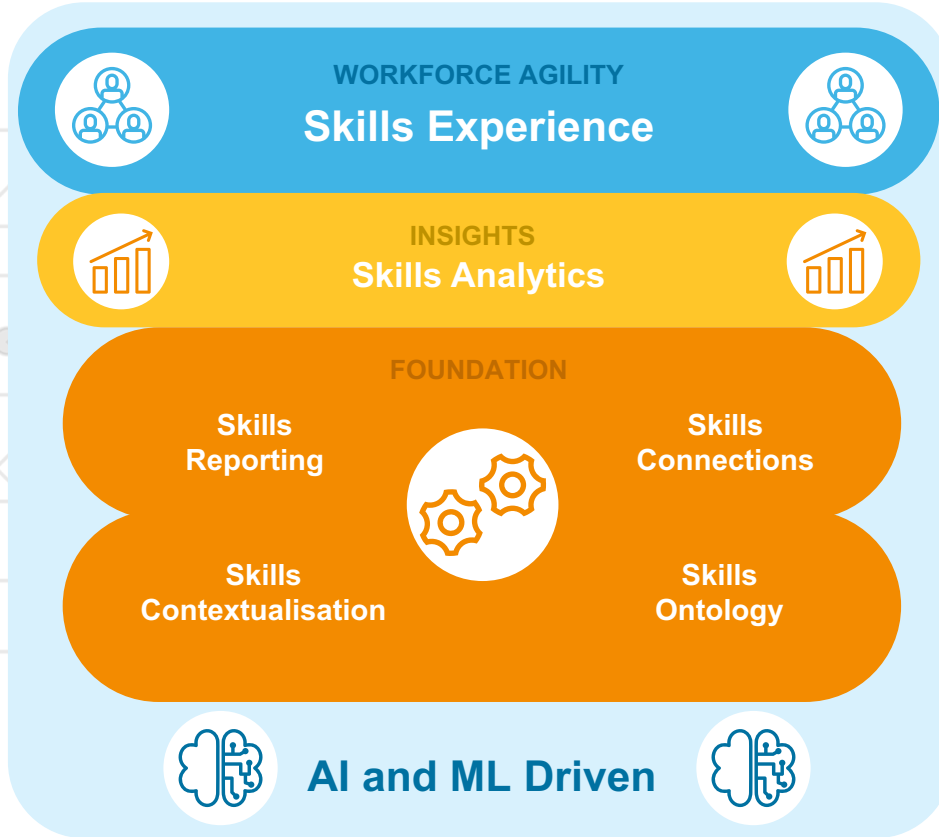 WORKFORCE AGILITY
Skills Experience
INSIGHTS
Skills Analytics
FOUNDATION
Skills
Reporting
Skills
Connections
Skills
Contextualisation
Skills
Ontology
AI and ML Driven